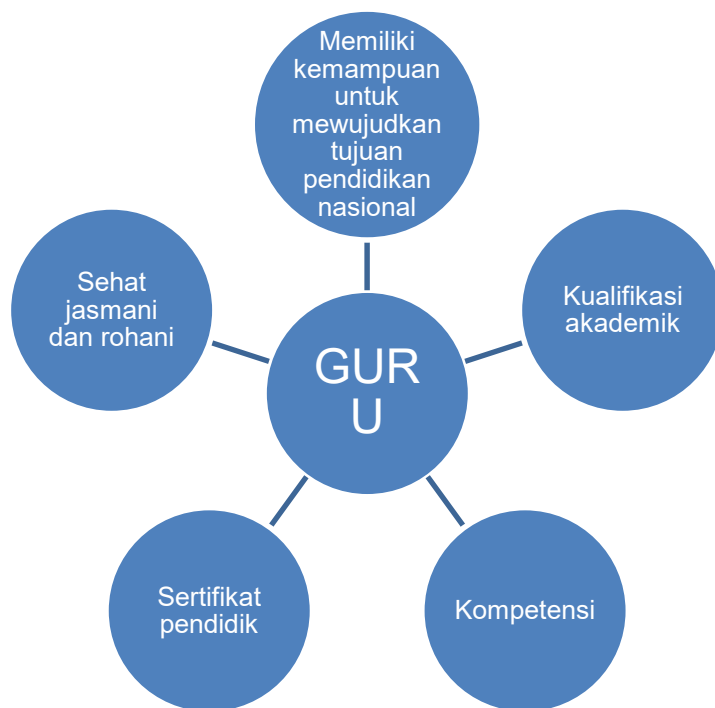 Memiliki
kemampuan
untuk
mewujudkan
tujuan
pendidikan
nasional
Sehat
jasmani
dan rohani
Kualifikasi
akademik
GUR
U
Sertifikat
pendidik
Kompetensi